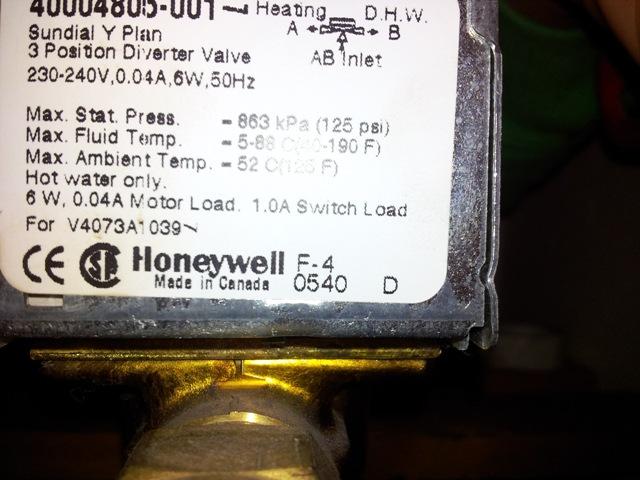 40004805-001
Heating D.H.W.
A B
AB Inlet
Sundial Y Plan
3 Position Diverter Valve
230-240V,0.04A,6W,50Hz
Max. Stat. Press. = 863 kPa (125 psi)
Max. Fluid Temp. = 5-88 C(40-190 F)
Max. Ambient Temp. = 52 C(125 F)
Hot water only.
6 W, 0.04A Motor Load. 1.0A Switch Load
For V4073A1039
CE SP Honeywell F-4
Made in Canada 0540 D